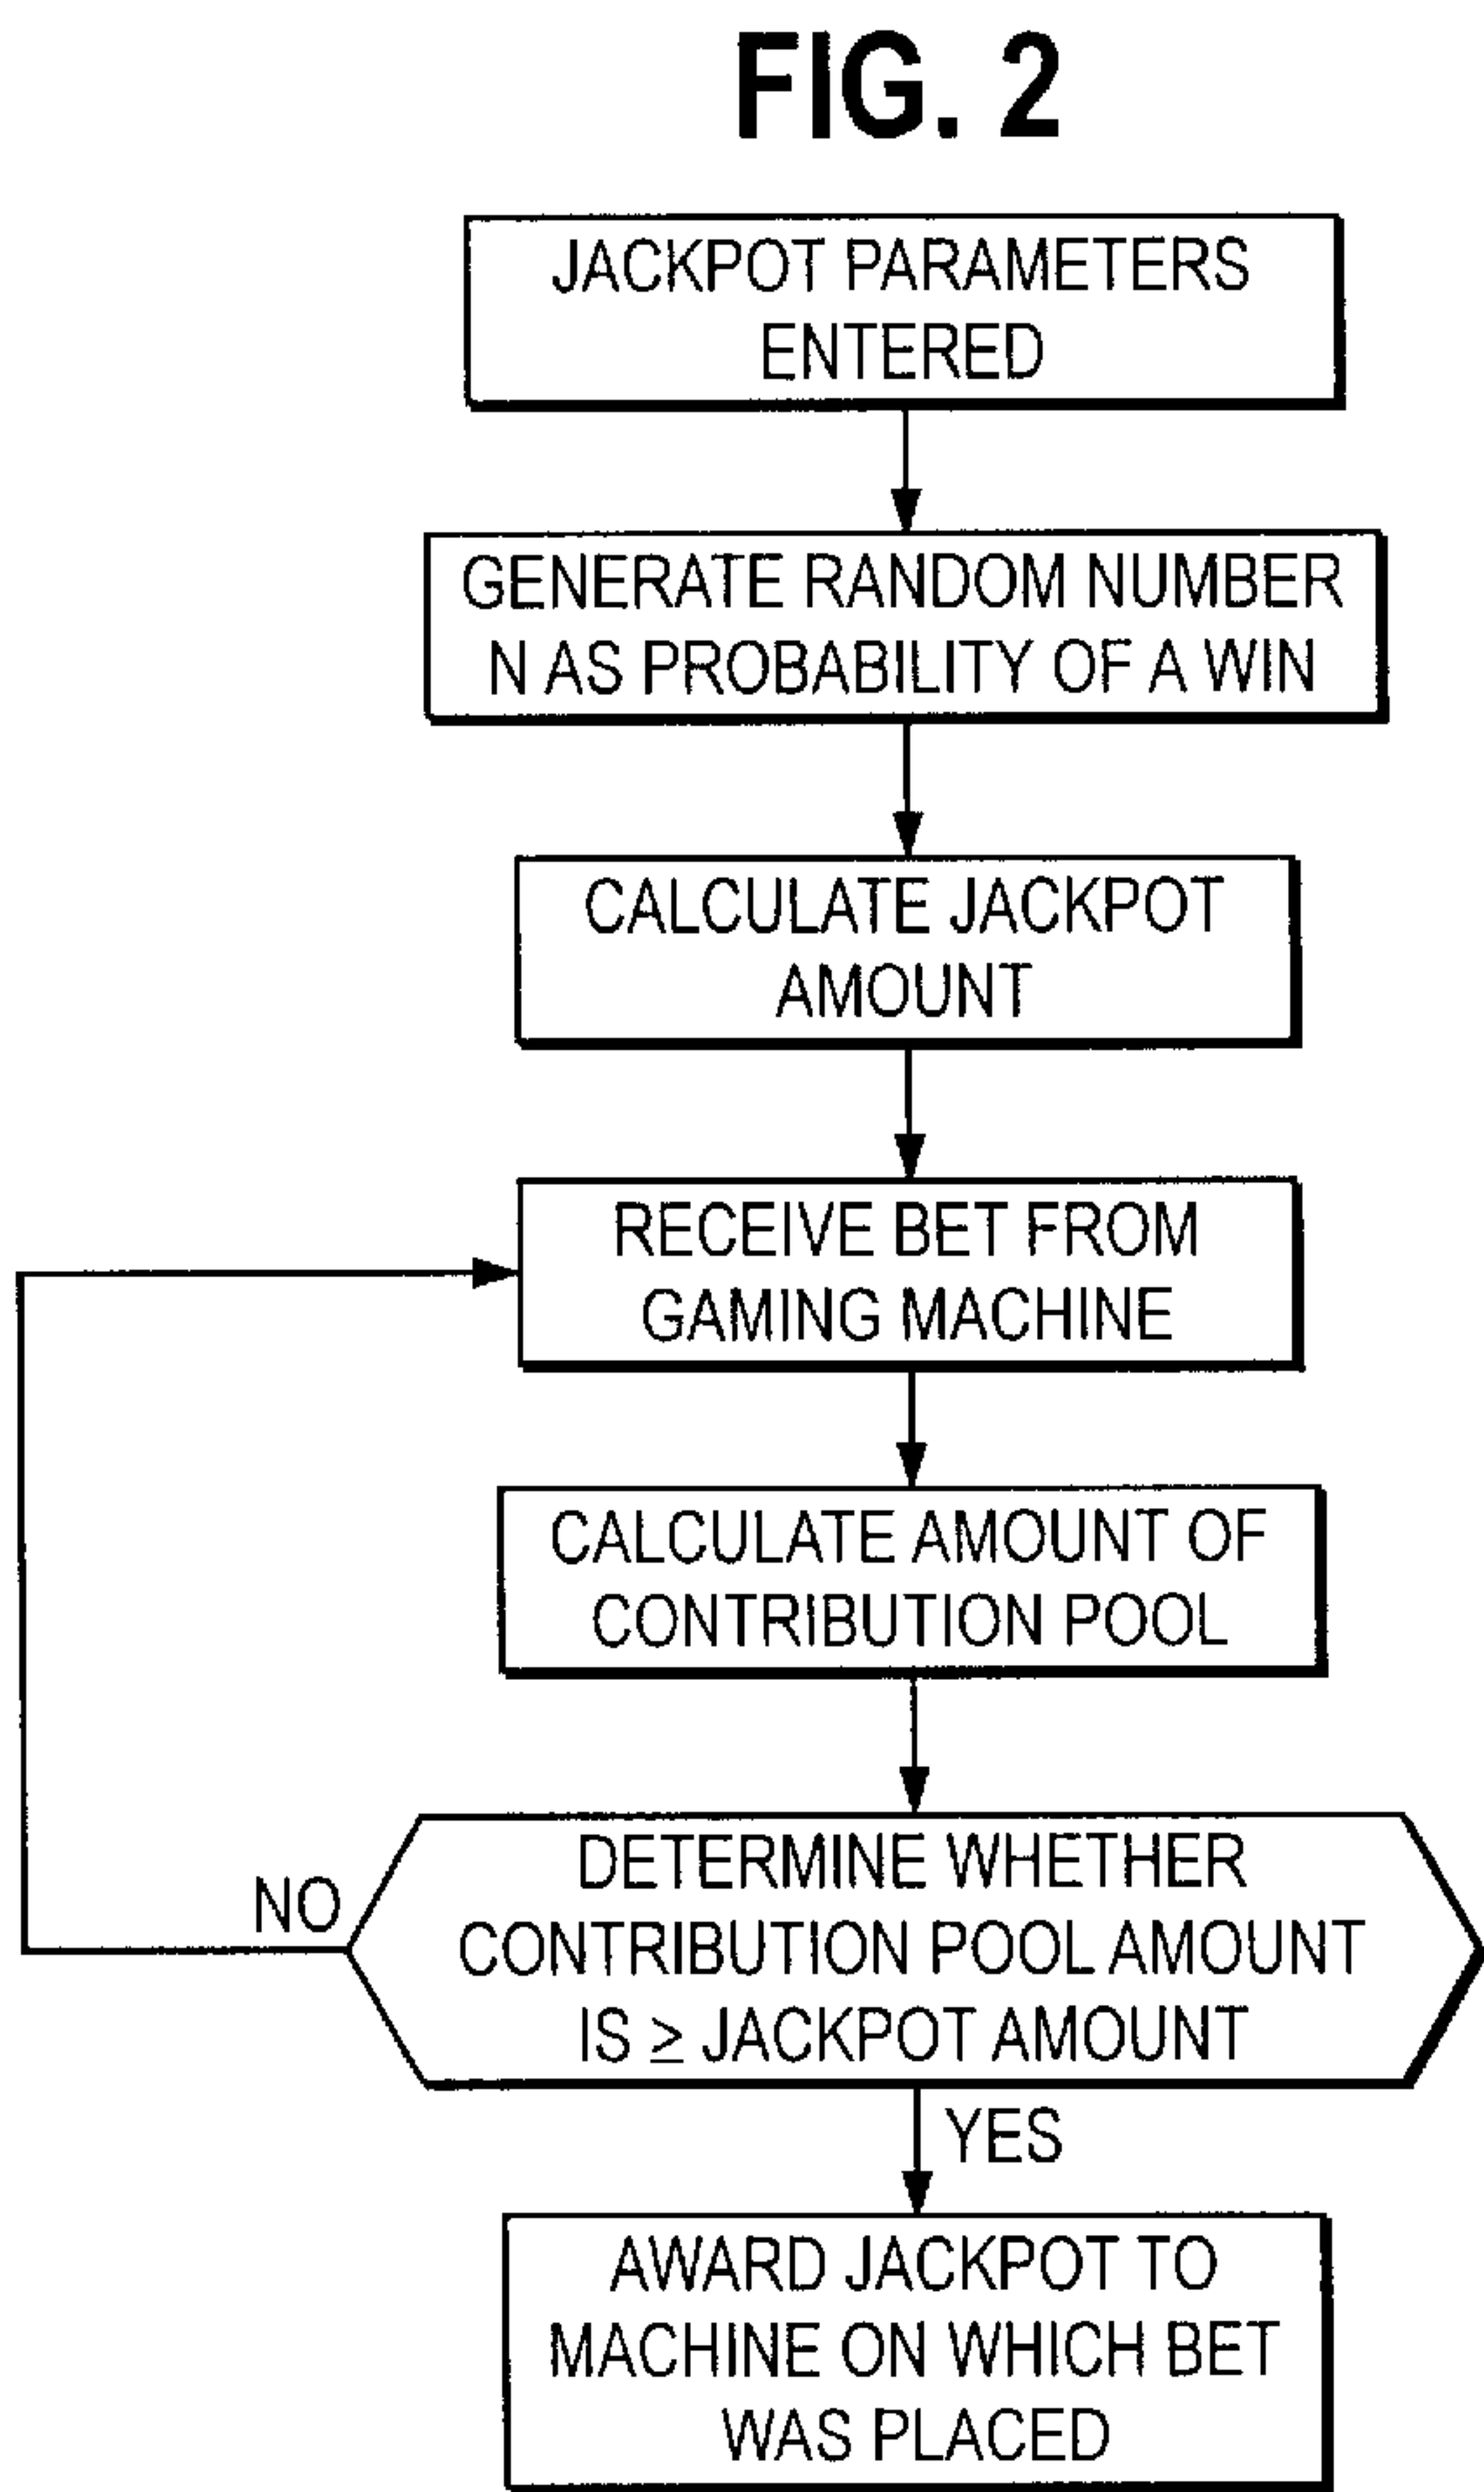 FIG. 2
JACKPOT PARAMETERS
ENTERED
GENERATE RANDOM NUMBER
N AS PROBABILITY OF A WIN
CALCULATE JACKPOT
AMOUNT
RECEIVE BET FROM
GAMING MACHINE
CALCULATE AMOUNT OF
CONTRIBUTION POOL
DETERMINE WHETHER
CONTRIBUTION POOL AMOUNT
IS ≥ JACKPOT AMOUNT
NO
YES
AWARD JACKPOT TO
MACHINE ON WHICH BET
WAS PLACED